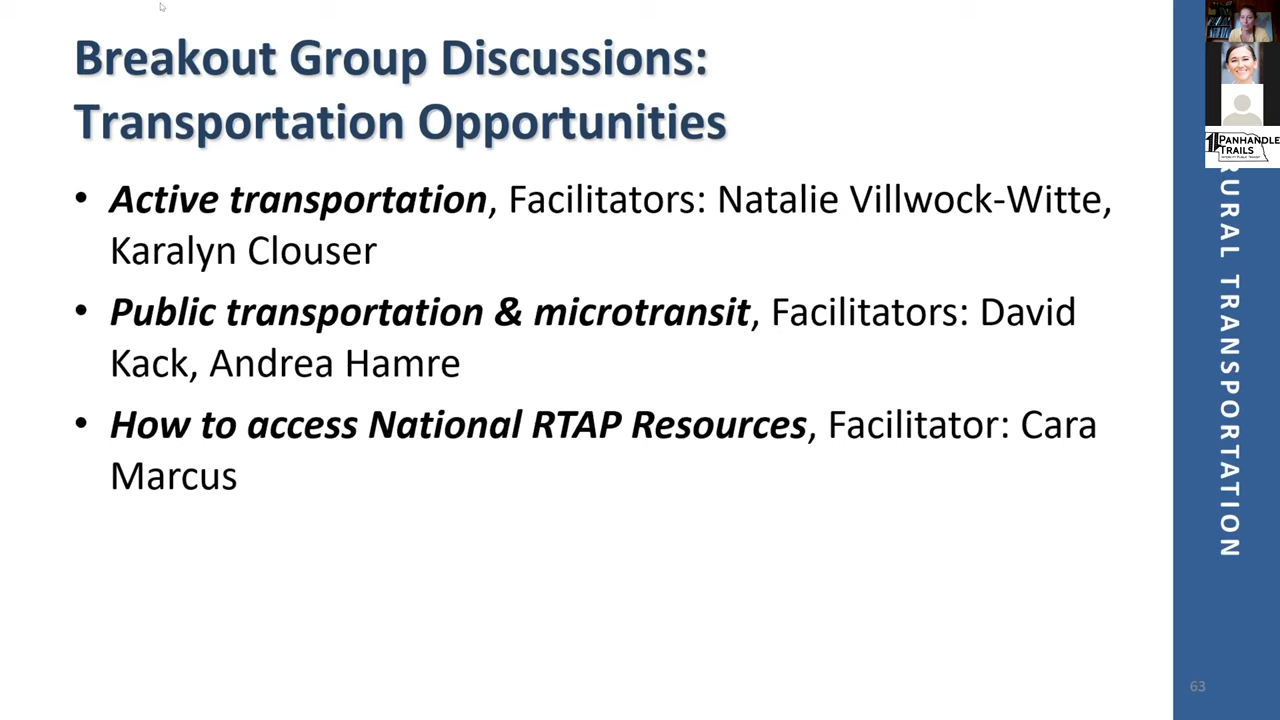 Breakout Group Discussions:
Transportation Opportunities
• Active transportation, Facilitators: Natalie Villwock-Witte,
Karalyn Clouser
• Public transportation & microtransit, Facilitators: David
Kack, Andrea Hamre
• How to access National RTAP Resources, Facilitator: Cara
Marcus
PANHANDLE
TRAILS
RURAL TRANSPORTATION
63